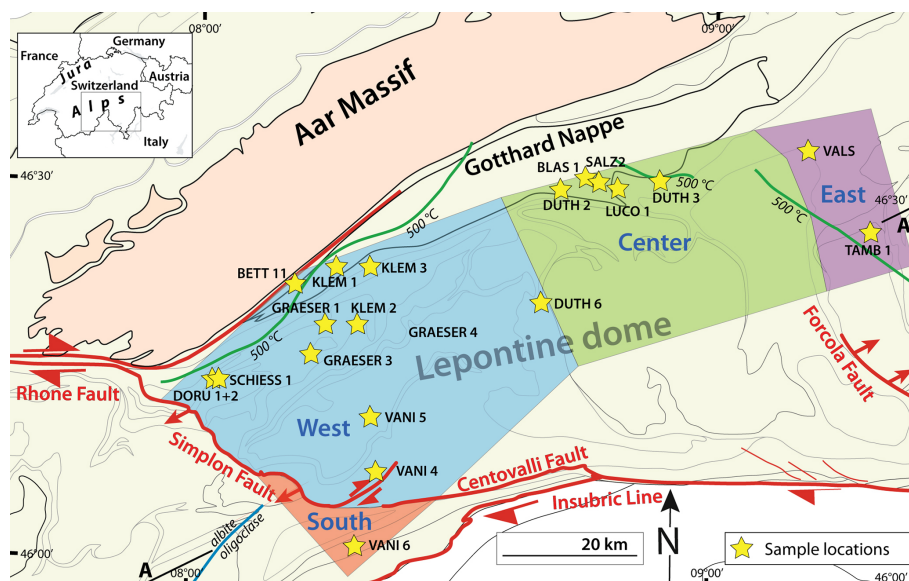 08°00'
09°00'
France
Germany
Jura
Switzerland
Austria
Alps
Italy
Aar Massif
Gotthard Nappe
46°30'
BLAS 1
SALZ2
VALS
500 °C
DUTH 2
LUCO 1
DUTH 3
500 °C
500 °C
East
46°30'
A
Center
TAMB 1
BETT 11
KLEM 1
KLEM 3
GRAESER 1
KLEM 2
DUTH 6
GRAESER 4
500 °C
GRAESER 3
Lepontine dome
Forcola Fault
Rhone Fault
SCHIESS 1
DORU 1+2
West
VANI 5
Simplon Fault
VANI 4
Centovalli Fault
Insubric Line
South
albite
oligoclase
VANI 6
N
20 km
Sample locations
46°00'
A
08°00'
09°00'
46°00'